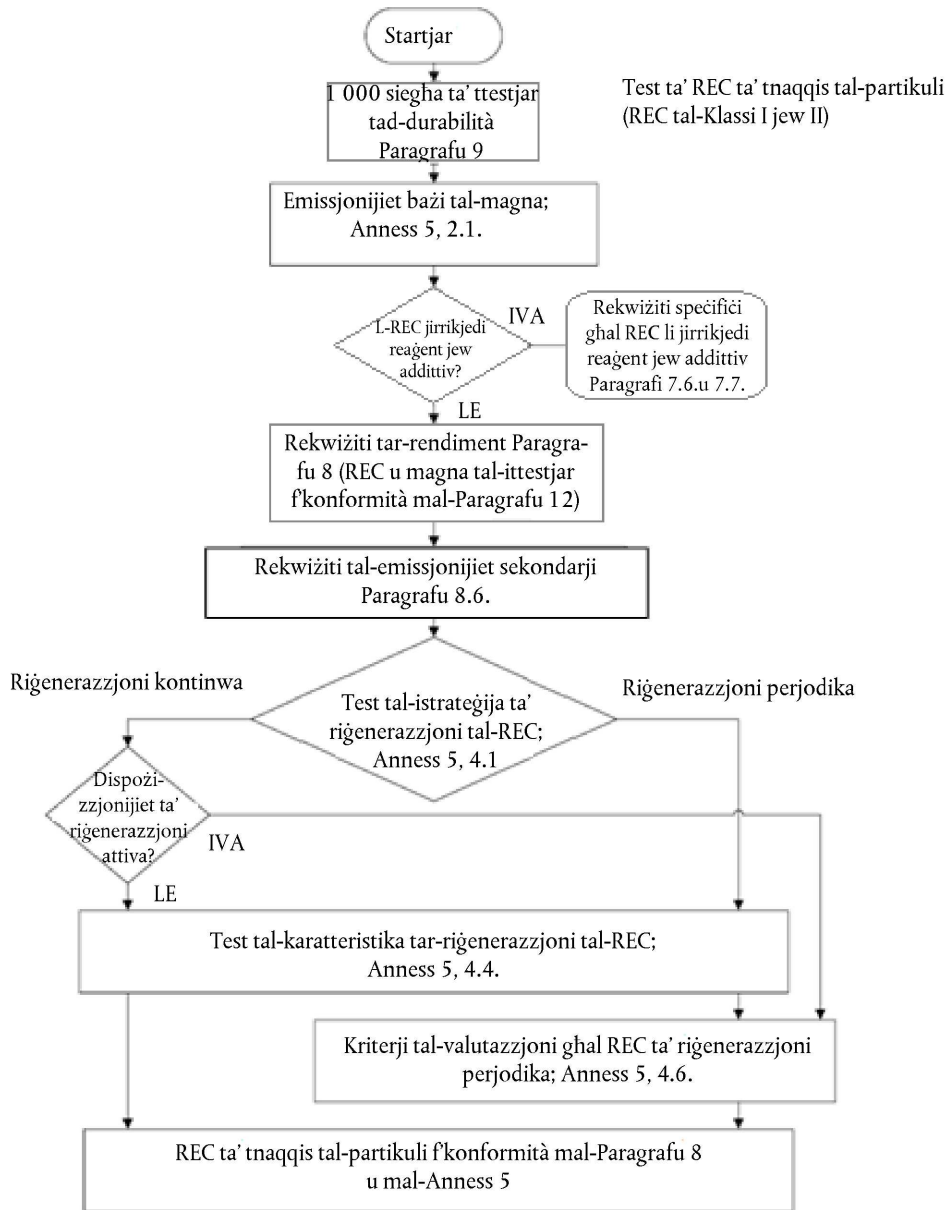 Startjar
1 000 siegħa ta’ ttestjar
tad-durabilità
Paragrafu 9
Test ta’ REC ta’ tnaqqis tal-partikuli
(REC tal-Klassi I jew II)
Emissjonijiet bażi tal-magna;
Anness 5, 2.1.
L-REC jirrikjedi
reaġent jew
addittiv?
IVA
Rekwiżiti speċifiċi
għal REC li jirrikjedi
reaġent jew addittiv
Paragrafi 7.6.u 7.7.
LE
Rekwiżiti tar-rendiment Paragra-
fu 8 (REC u magna tal-ittestjar
f’konformità mal-Paragrafu 12)
Rekwiżiti tal-emissjonijiet sekondarji
Paragrafu 8.6.
Riġenerazzjoni kontinwa
Test tal-istrateġija ta’
riġenerazzjoni tal-REC;
Anness 5, 4.1
Riġenerazzjoni perjodika
Dispożi-
zzjonijiet ta’
riġenerazzjoni
attiva?
IVA
LE
Test tal-karatteristika tar-riġenerazzjoni tal-REC;
Anness 5, 4.4.
Kriterji tal-valutazzjoni għal REC ta’ riġenerazzjoni
perjodika; Anness 5, 4.6.
REC ta’ tnaqqis tal-partikuli f’konformità mal-Paragrafu 8
u mal-Anness 5